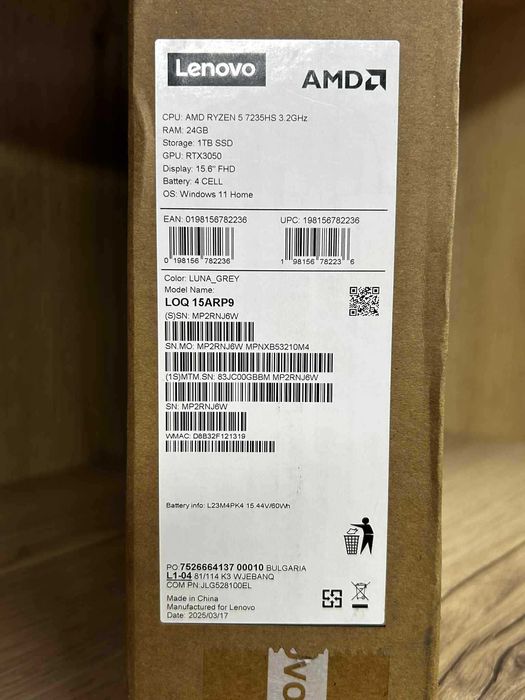 Lenovo
AMD
CPU: AMD RYZEN 5 7235HS 3.2GHz
RAM: 24GB
Storage: 1TB SSD
GPU: RTX3050
Display: 15.6" FHD
Battery: 4 CELL
OS: Windows 11 Home
EAN: 0198156782236 UPC: 198156782236
0 198156 782236 1 98156 78223 6
Color: LUNA_GREY
Model Name:
LOQ 15ARP9
(S)SN: MP2RNJ6W
SN.MO: MP2RNJ6W MPNXB53210M4
(1S)MTM.SN: 83JC00GBBM MP2RNJ6W
SN: MP2RNJ6W
WMAC: D8B32F121319
Battery info: L23M4PK4 15.44V/60Wh
PO:7526664137 00010 BULGARIA
L1-04 81/114 K3 WJEBANQ
COM PN:JLG528100EL
Made in China
Manufactured for Lenovo
Date: 2025/03/17
novo